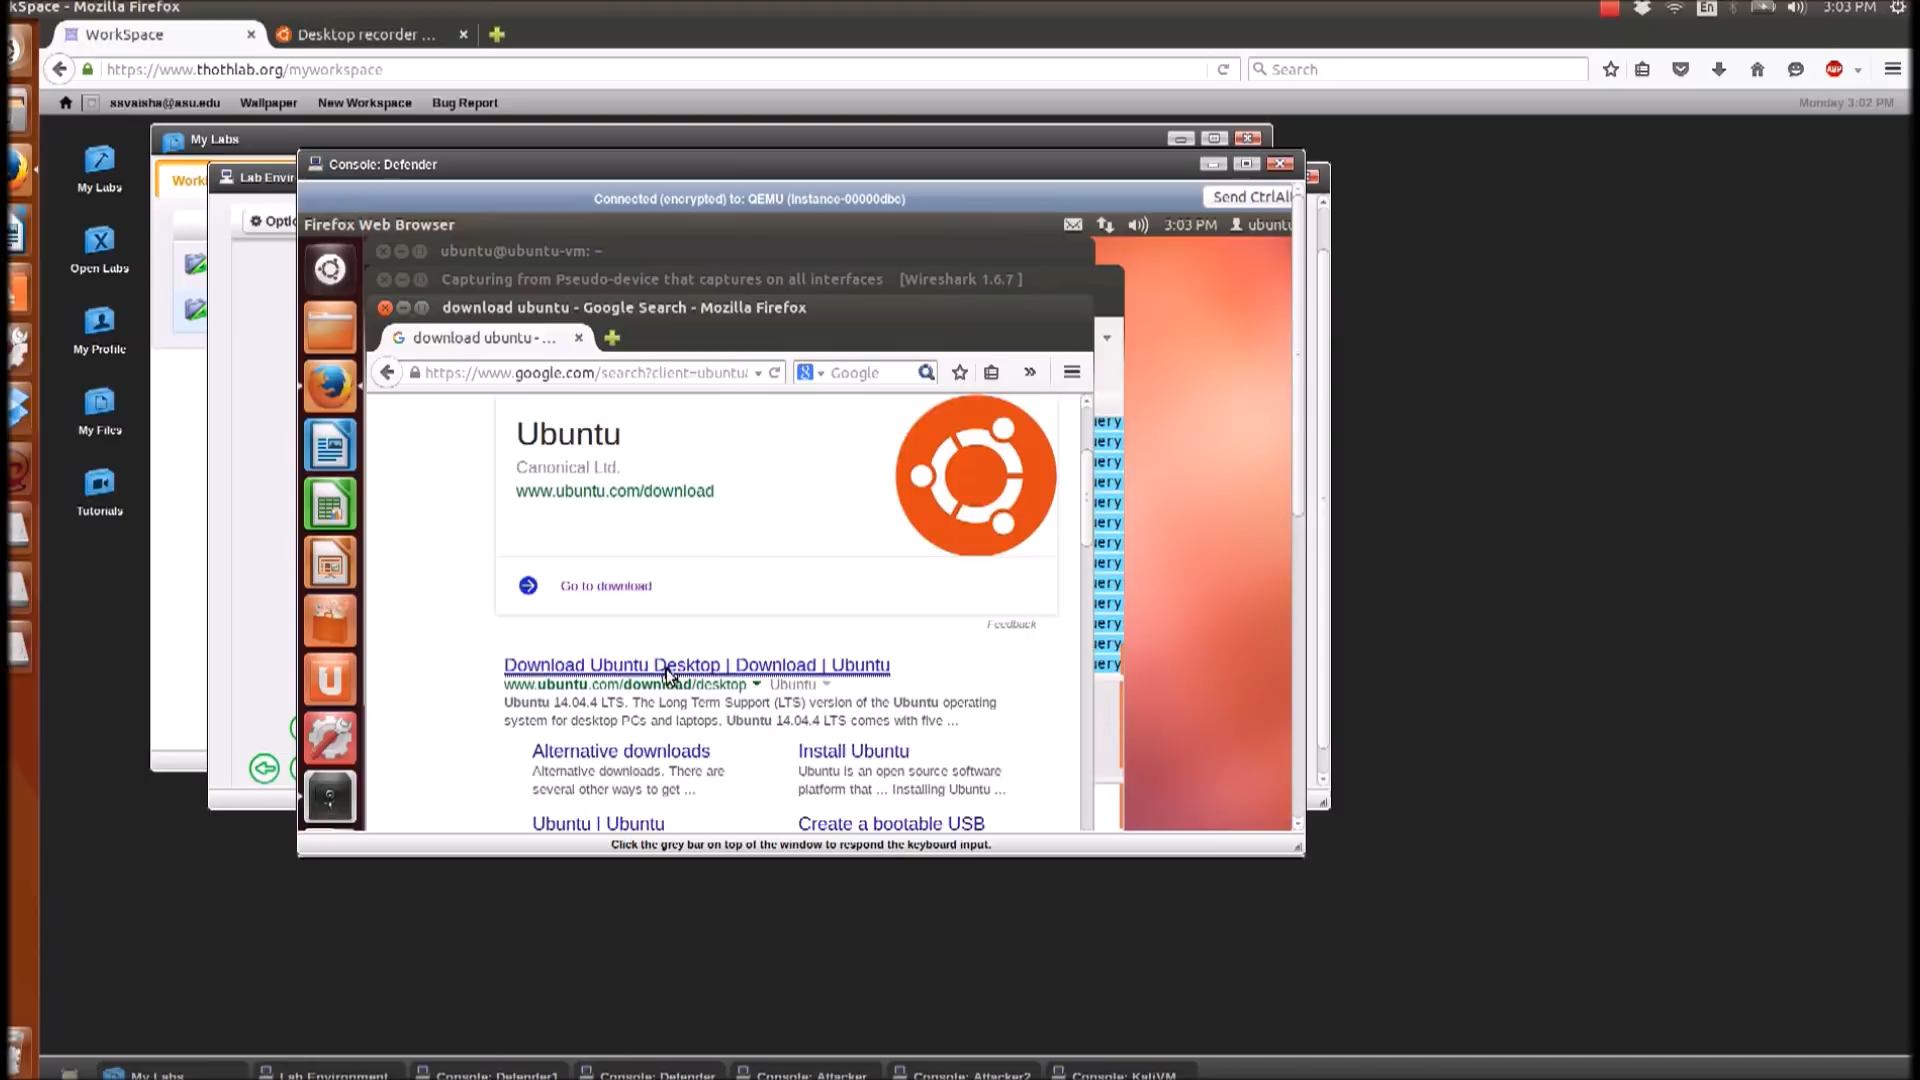 kSpace - Mozilla Firefox
En
3:03 PM
WorkSpace
Desktop recorder ...
https://www.thothlab.org/myworkspace
Search
ABP
ssvaisha@asu.edu
Wallpaper
New Workspace
Bug Report
Monday 3:02 PM
My Labs
Open Labs
My Profile
My Files
Tutorials
My Labs
Lab Envir
Console: Defender
Connected (encrypted) to: QEMU (Instance-00000dbc)
Send CtrlAl
Firefox Web Browser
3:03 PM
ubuntu
ubuntu@ubuntu-vm: ~
Capturing from Pseudo-device that captures on all interfaces [Wireshark 1.6.7 ]
download ubuntu - Google Search - Mozilla Firefox
download ubuntu - ...
https://www.google.com/search?client=ubuntu
Google
Ubuntu
Canonical Ltd.
www.ubuntu.com/download
Go to download
Feedback
Download Ubuntu Desktop | Download | Ubuntu
www.ubuntu.com/download/desktop
Ubuntu
Ubuntu 14.04.4 LTS. The Long Term Support (LTS) version of the Ubuntu operating
system for desktop PCs and laptops. Ubuntu 14.04.4 LTS comes with five ...
Alternative downloads
Alternative downloads. There are
several other ways to get ...
Install Ubuntu
Ubuntu is an open source software
platform that ... Installing Ubuntu ...
Ubuntu | Ubuntu
Create a bootable USB
Click the grey bar on top of the window to respond the keyboard input.
My Labs
Lab Environment
Console: Defender1
Console: Defender
Console: Attacker
Console: Attacker2
Console: KaliVM